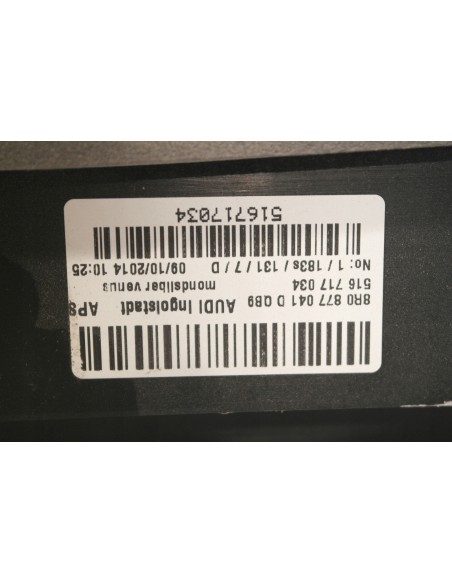 8R0 877 041 D QB9 AUDI Ingolstadt APS
516 717 034 mondsilber venus
No: 1 / 183s / 131 / 7 / D 09/10/2014 10:25
516717034